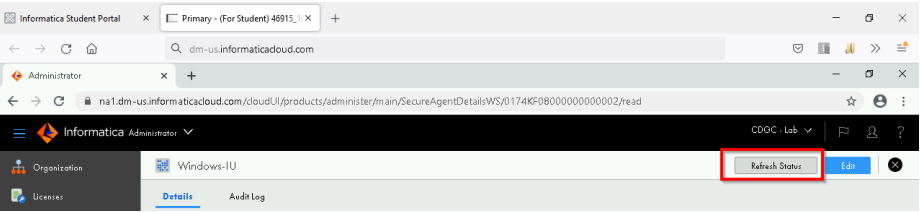 Informatica Student Portal
Primary - (For Student) 46915_1
dm-us.informaticacloud.com
Administrator
na1.dm-us.informaticacloud.com/cloudUI/products/administer/main/SecureAgentDetailsWS/0174KF08000000000002/read
Informatica Administrator
CDGC - Lab
Organization
Windows-IU
Refresh Status
Edit
Licenses
Details
Audit Log